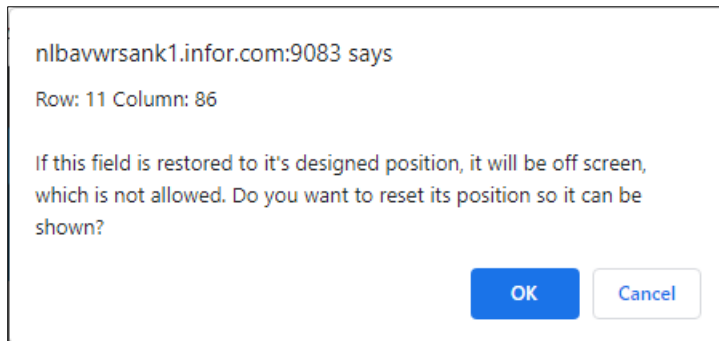 nlbavwrsank1.infor.com:9083 says
Row: 11 Column: 86
If this field is restored to it's designed position, it will be off screen,
which is not allowed. Do you want to reset its position so it can be
shown?
OK
Cancel